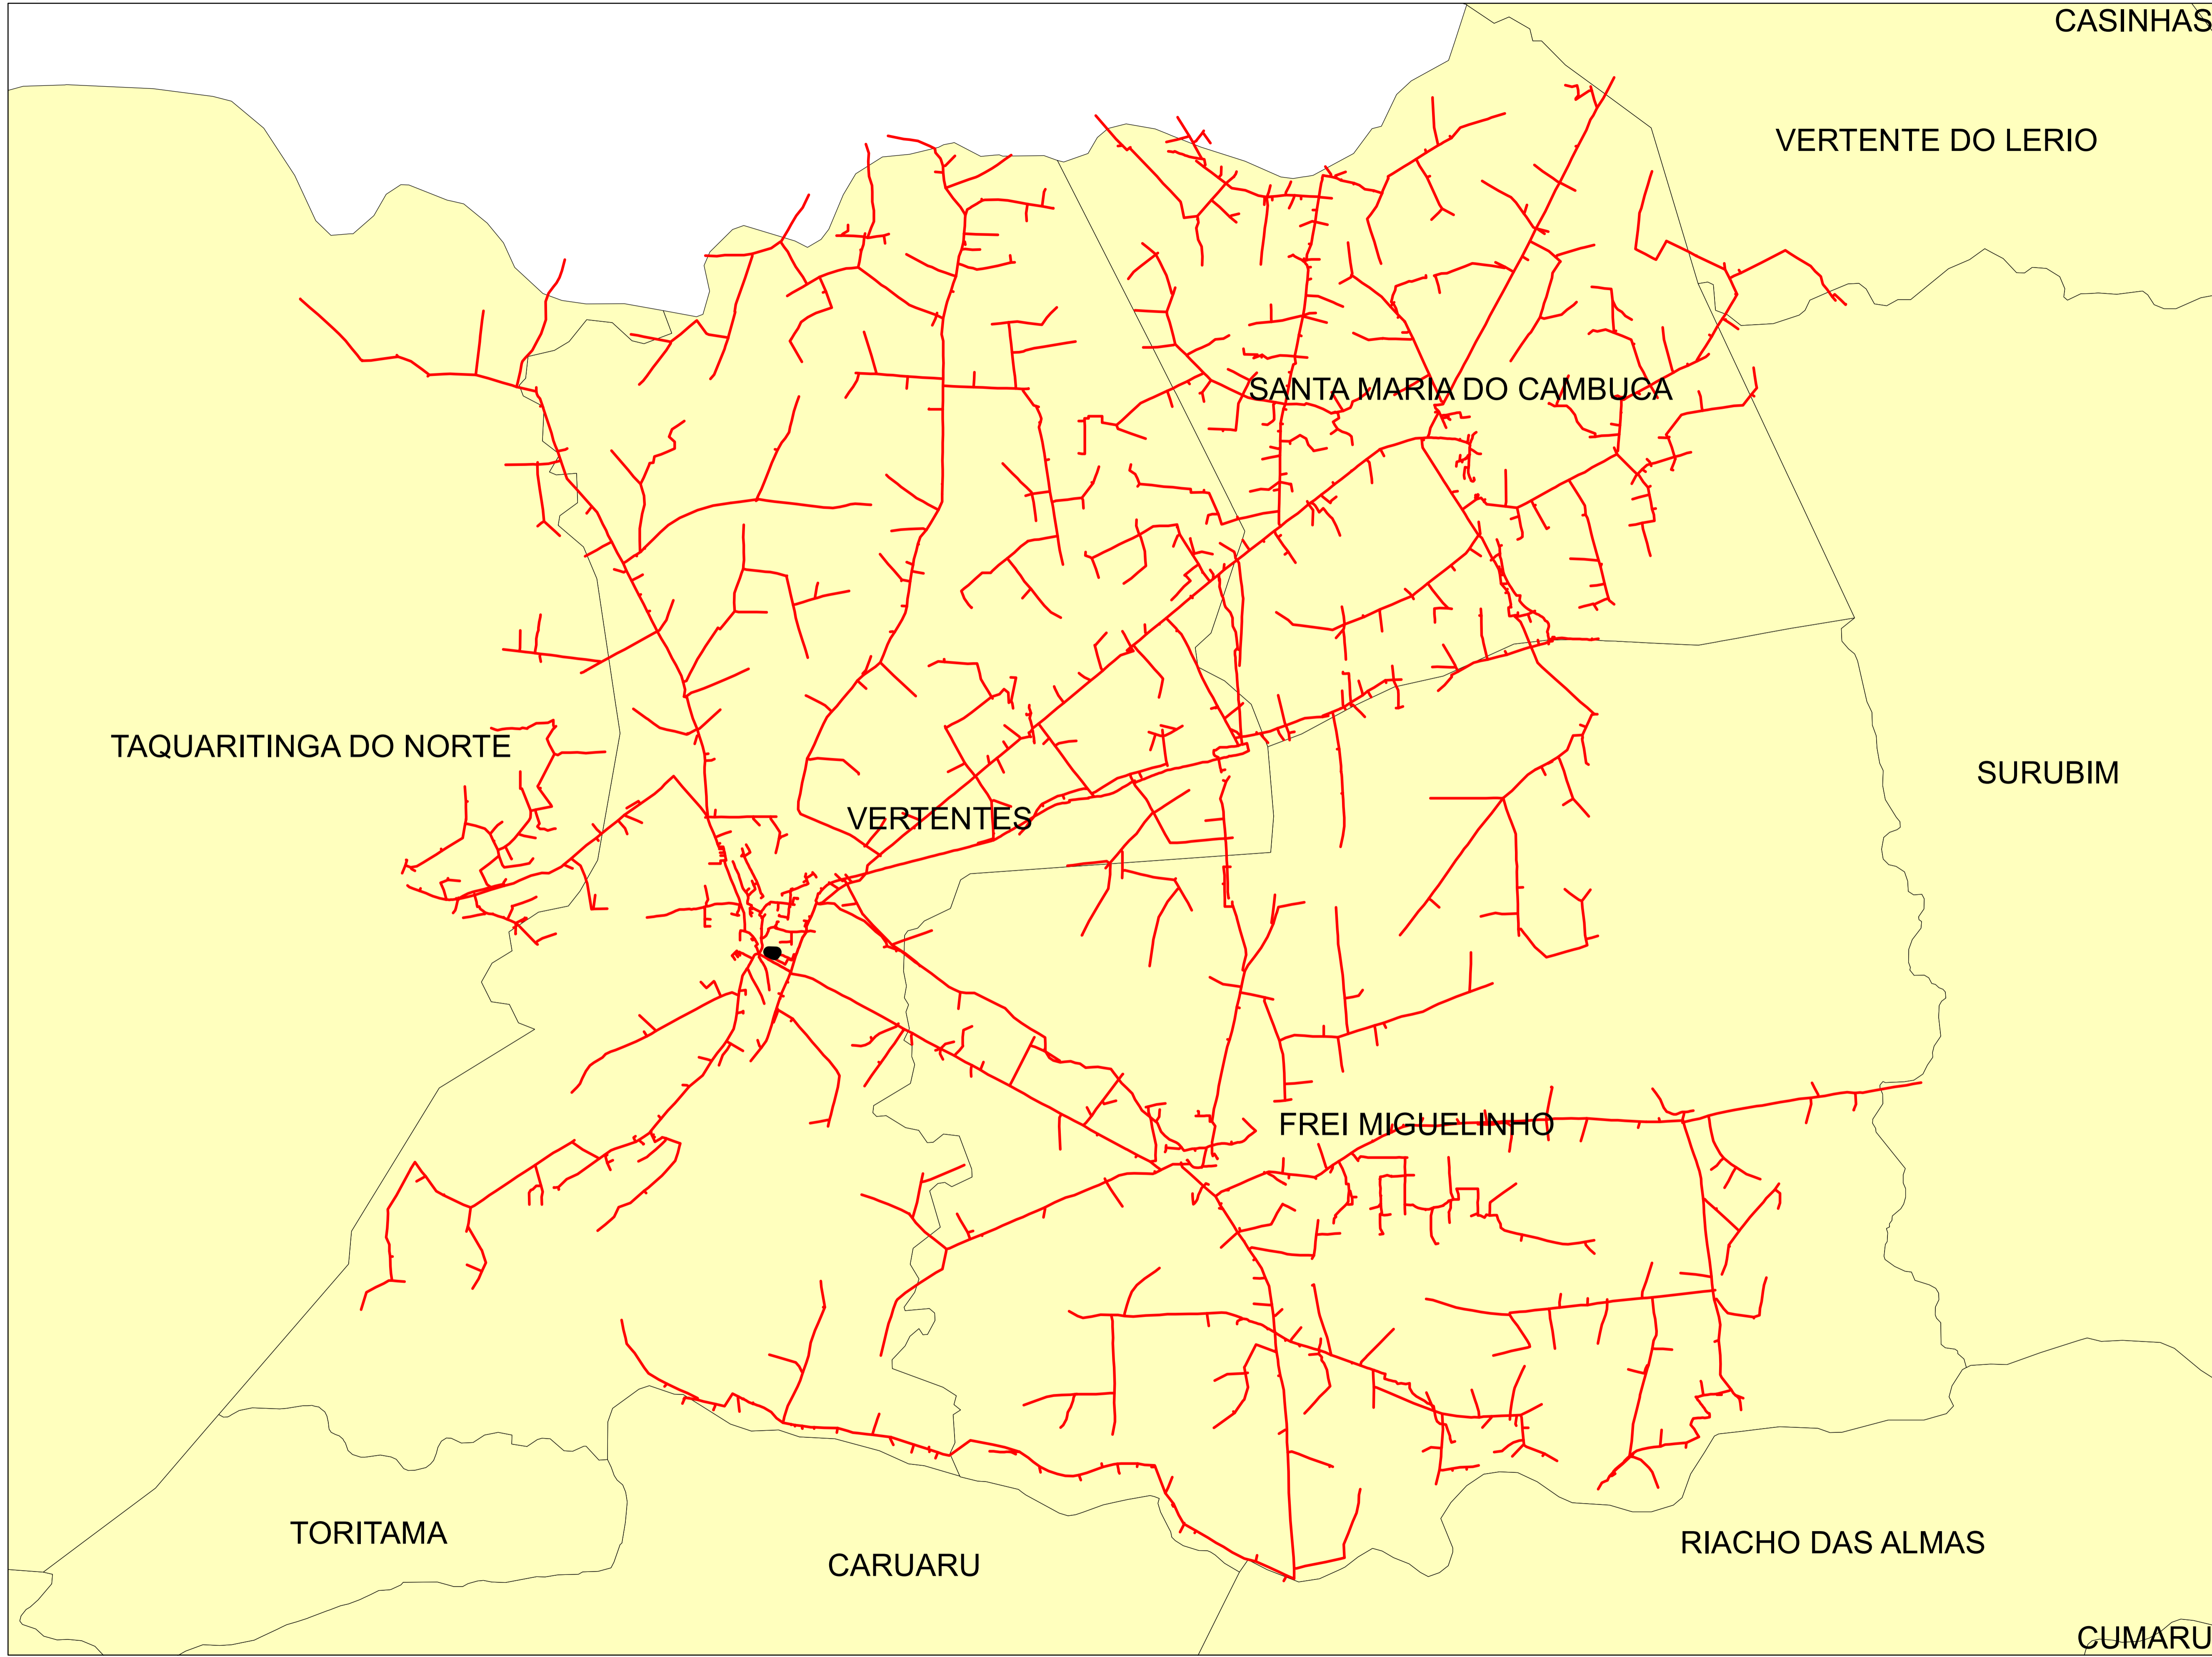 CASINHAS
VERTENTE DO LERIO
SANTA MARIA DO CAMBUCA
TAQUARITINGA DO NORTE
SURUBIM
VERTENTES
FREI MIGUELINHO
TORITAMA
RIACHO DAS ALMAS
CARUARU
CUMARU